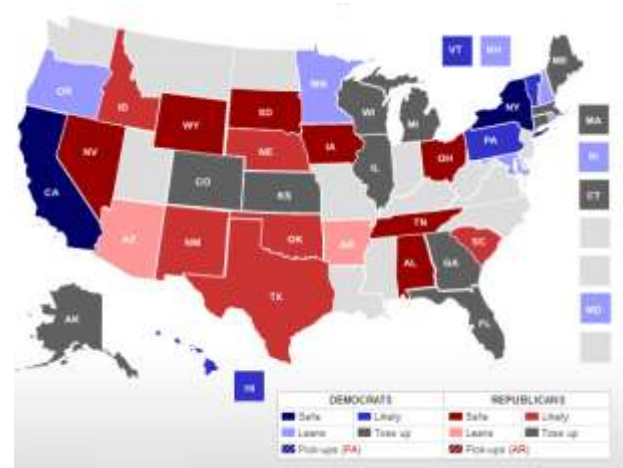 VT NH
ME
OR ID MN
WI MI NY
WY SD
MA
PA
NV NE IA IL OH
RI
CA CO KS
CT
TN
AZ NM OK AR SC
AL GA
TX
MD
AK FL
HI
DEMOCRATS REPUBLICANS
Safe Likely Safe Likely
Leans Toss up Leans Toss up
Pick-ups (PA) Pick-ups (AR)